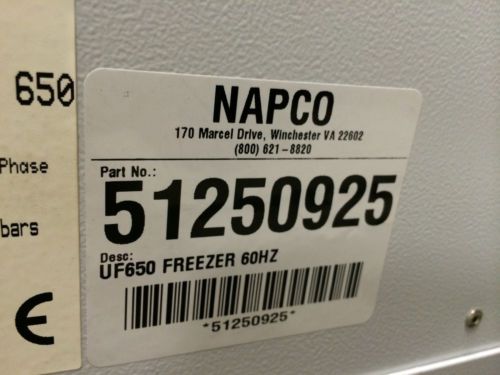 650
Phase
bars
CE
NAPCO
170 Marcel Drive, Winchester VA 22602
(800) 621-8820
Part No.:
51250925
Desc:
UF650 FREEZER 60HZ
*51250925*